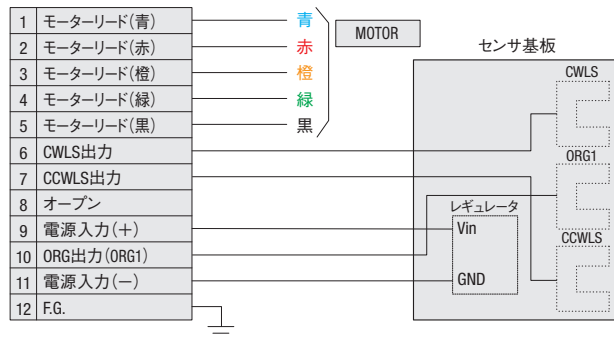 1 モーターリード(青) 青
2 モーターリード(赤) 赤
3 モーターリード(橙) 橙
4 モーターリード(緑) 緑
5 モーターリード(黒) 黒
6 CWLS出力
7 CCWLS出力
8 オープン
9 電源入力(+)
10 ORG出力(ORG1)
11 電源入力(−)
12 F.G.
MOTOR
センサ基板
CWLS
ORG1
CCWLS
レギュレータ
Vin
GND